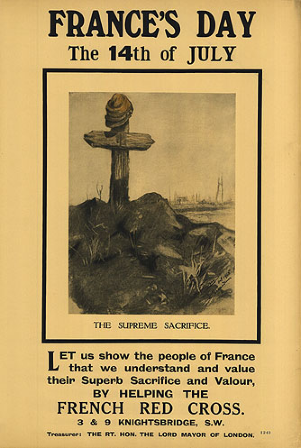 FRANCE'S DAY
The 14th of JULY
THE SUPREME SACRIFICE.
LET us show the people of France
that we understand and value
their Superb Sacrifice and Valour,
BY HELPING THE
FRENCH RED CROSS.
3 & 9 KNIGHTSBRIDGE, S.W.
Treasurer: THE RT. HON. THE LORD MAYOR OF LONDON.